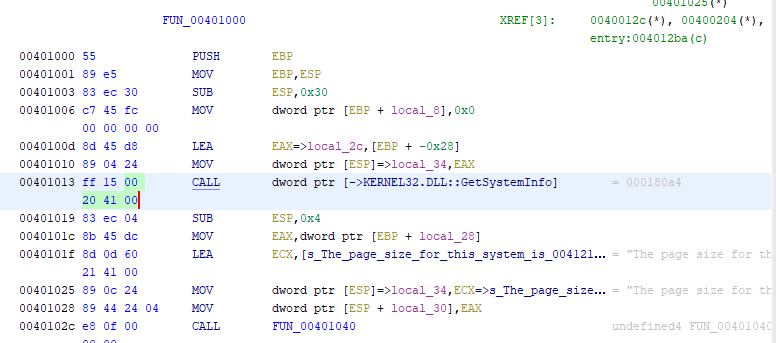 00401025(*)
FUN_00401000 XREF[3]: 0040012c(*), 00400204(*),
entry:004012ba(c)
00401000 55 PUSH EBP
00401001 89 e5 MOV EBP,ESP
00401003 83 ec 30 SUB ESP,0x30
00401006 c7 45 fc MOV dword ptr [EBP + local_8],0x0
00 00 00 00
0040100d 8d 45 d8 LEA EAX=>local_2c,[EBP + -0x28]
00401010 89 04 24 MOV dword ptr [ESP]=>local_34,EAX
00401013 ff 15 00 CALL dword ptr [->KERNEL32.DLL::GetSystemInfo] = 000180a4
20 41 00
00401019 83 ec 04 SUB ESP,0x4
0040101c 8b 45 dc MOV EAX,dword ptr [EBP + local_28]
0040101f 8d 0d 60 LEA ECX,[s_The_page_size_for_this_system_is_004121... = "The page size for th
21 41 00
00401025 89 0c 24 MOV dword ptr [ESP]=>local_34,ECX=>s_The_page_size... = "The page size for th
00401028 89 44 24 04 MOV dword ptr [ESP + local_30],EAX
0040102c e8 0f 00 CALL FUN_00401040 undefined4 FUN_00401040
00 00